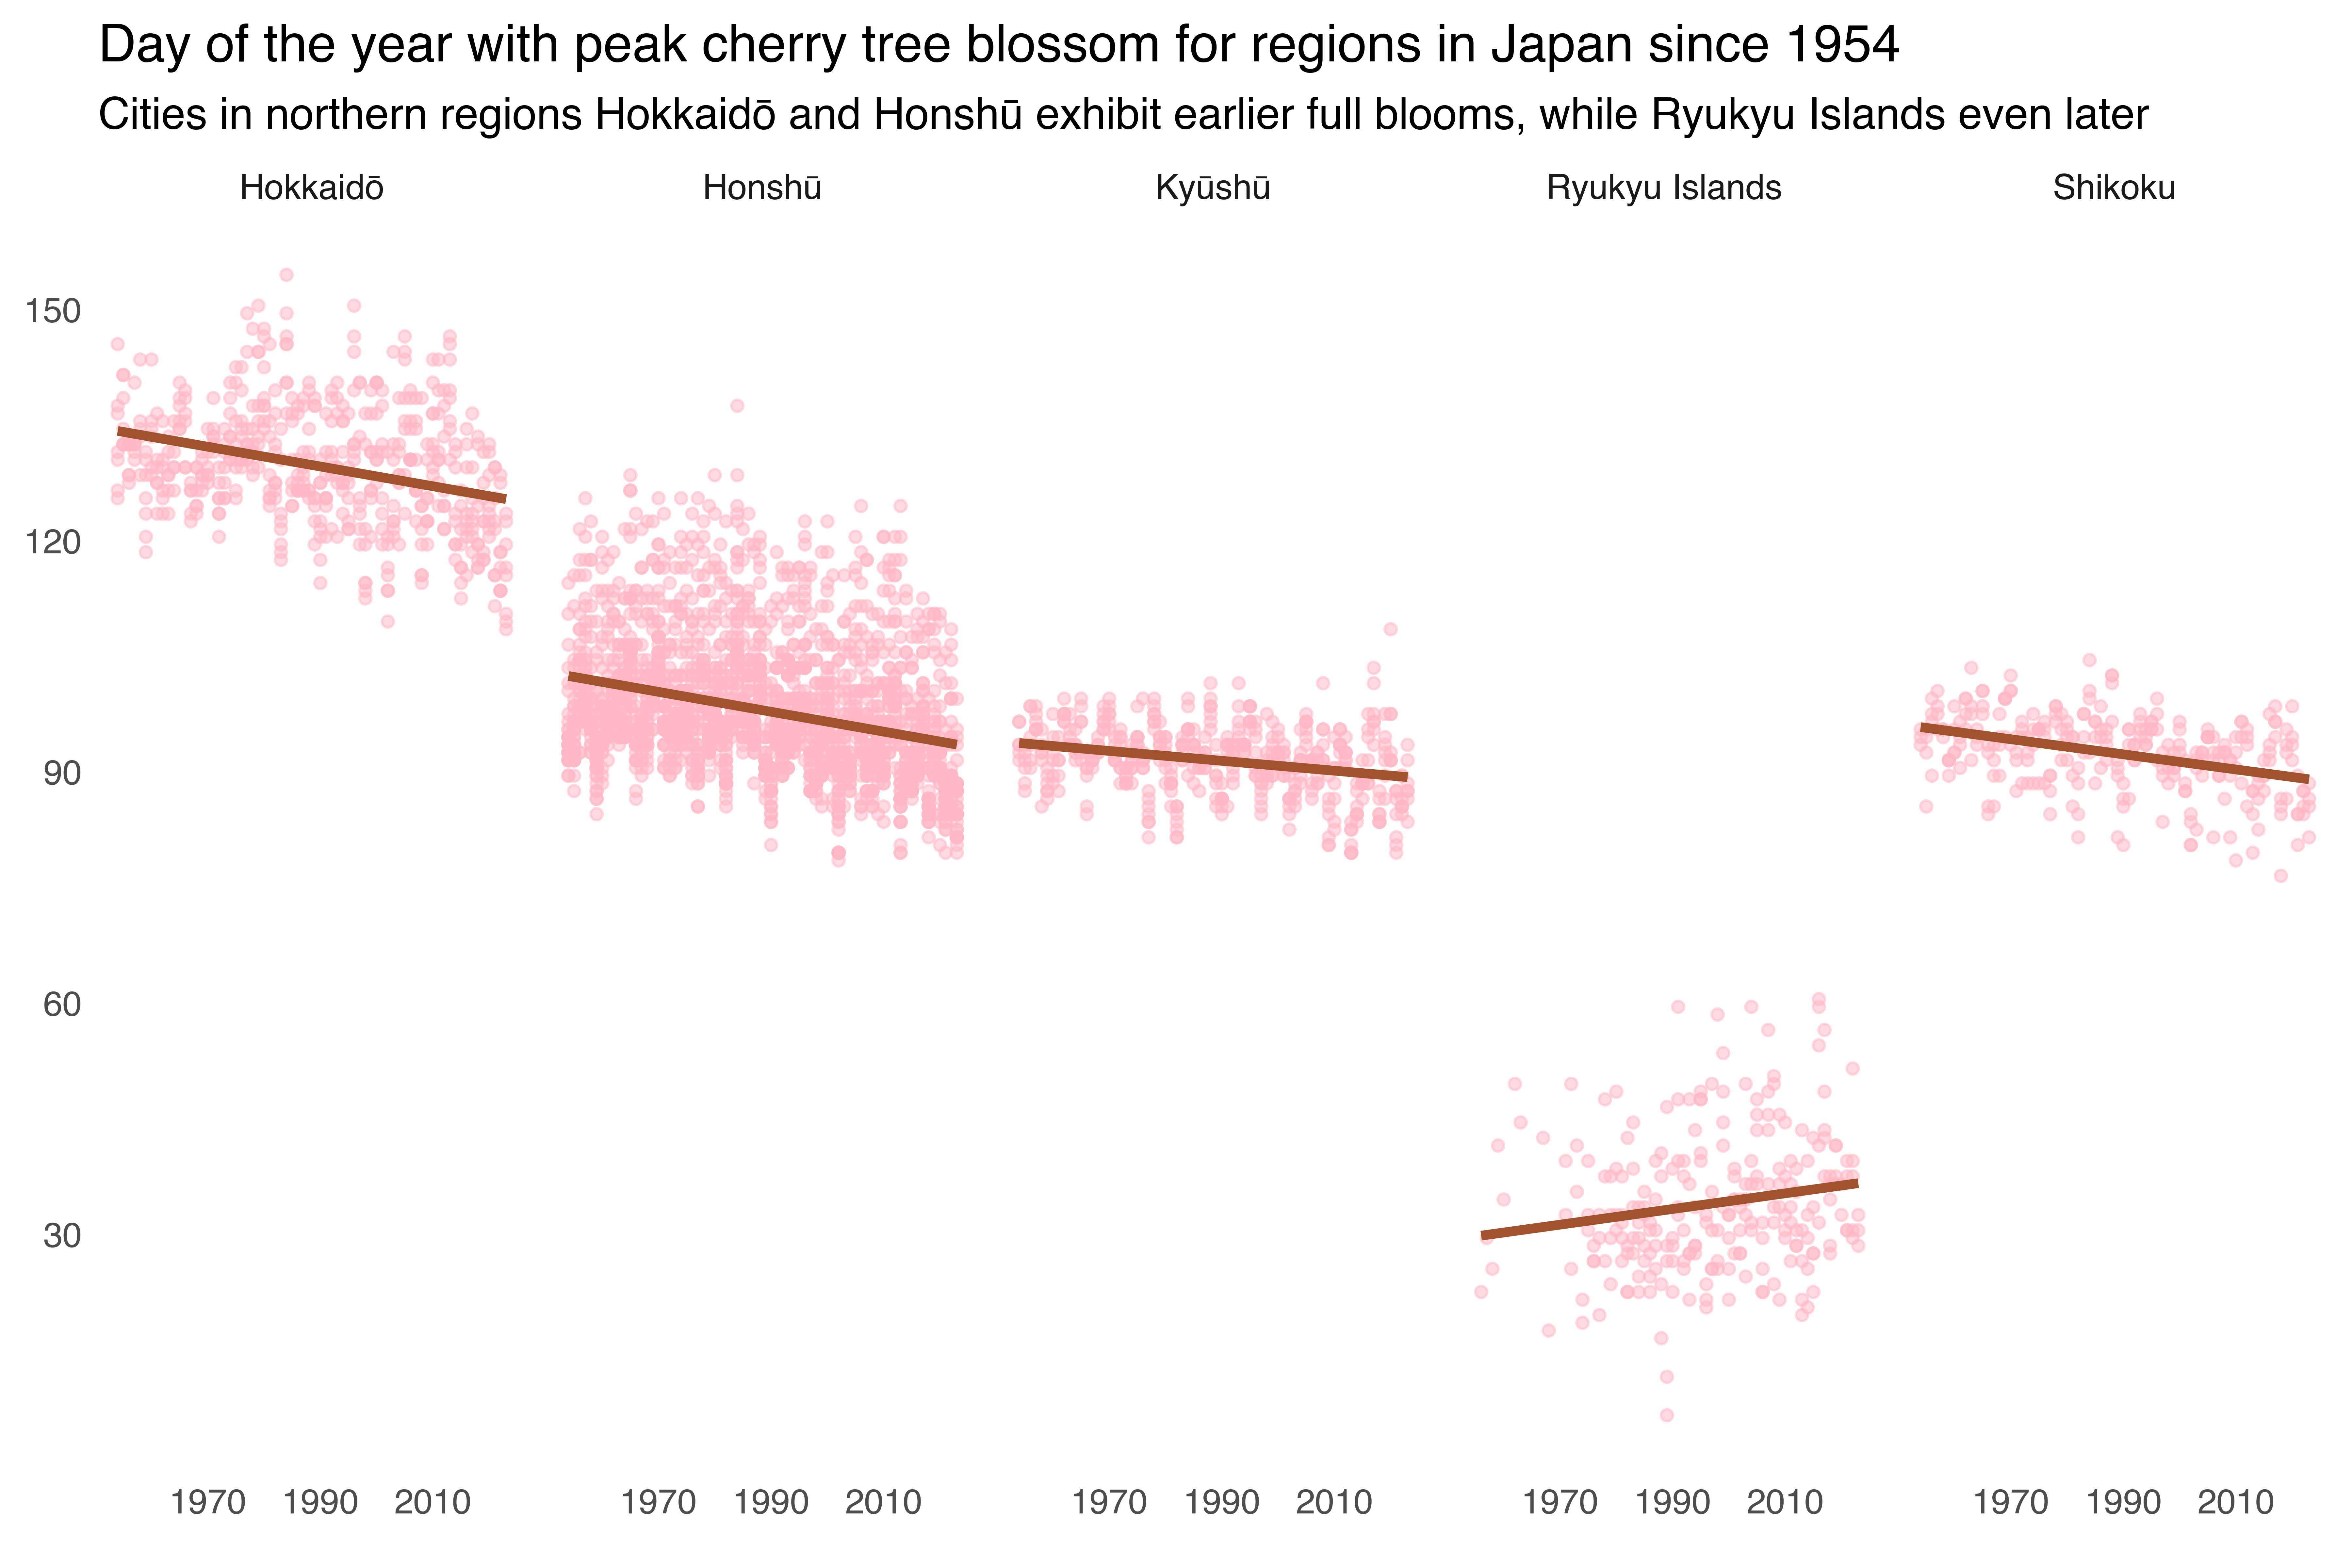 Day of the year with peak cherry tree blossom for regions in Japan since 1954
Cities in northern regions Hokkaidō and Honshū exhibit earlier full blooms, while Ryukyu Islands even later
Hokkaidō Honshū Kyūshū Ryukyu Islands Shikoku
150
120
90
60
30
1970 1990 2010 1970 1990 2010 1970 1990 2010 1970 1990 2010 1970 1990 2010